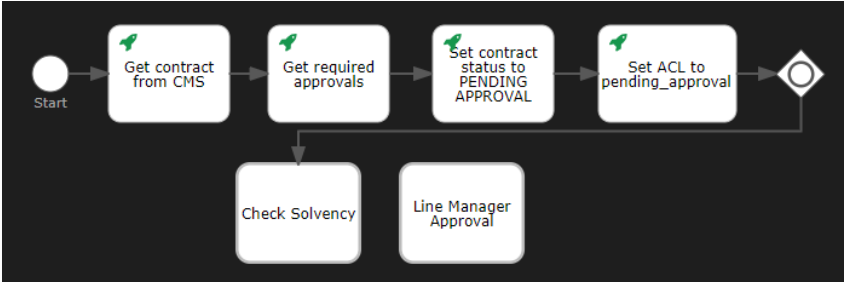 Start
Get contract
from CMS
Get required
approvals
Set contract
status to
PENDING
APPROVAL
Set ACL to
pending_approval
Check Solvency
Line Manager
Approval